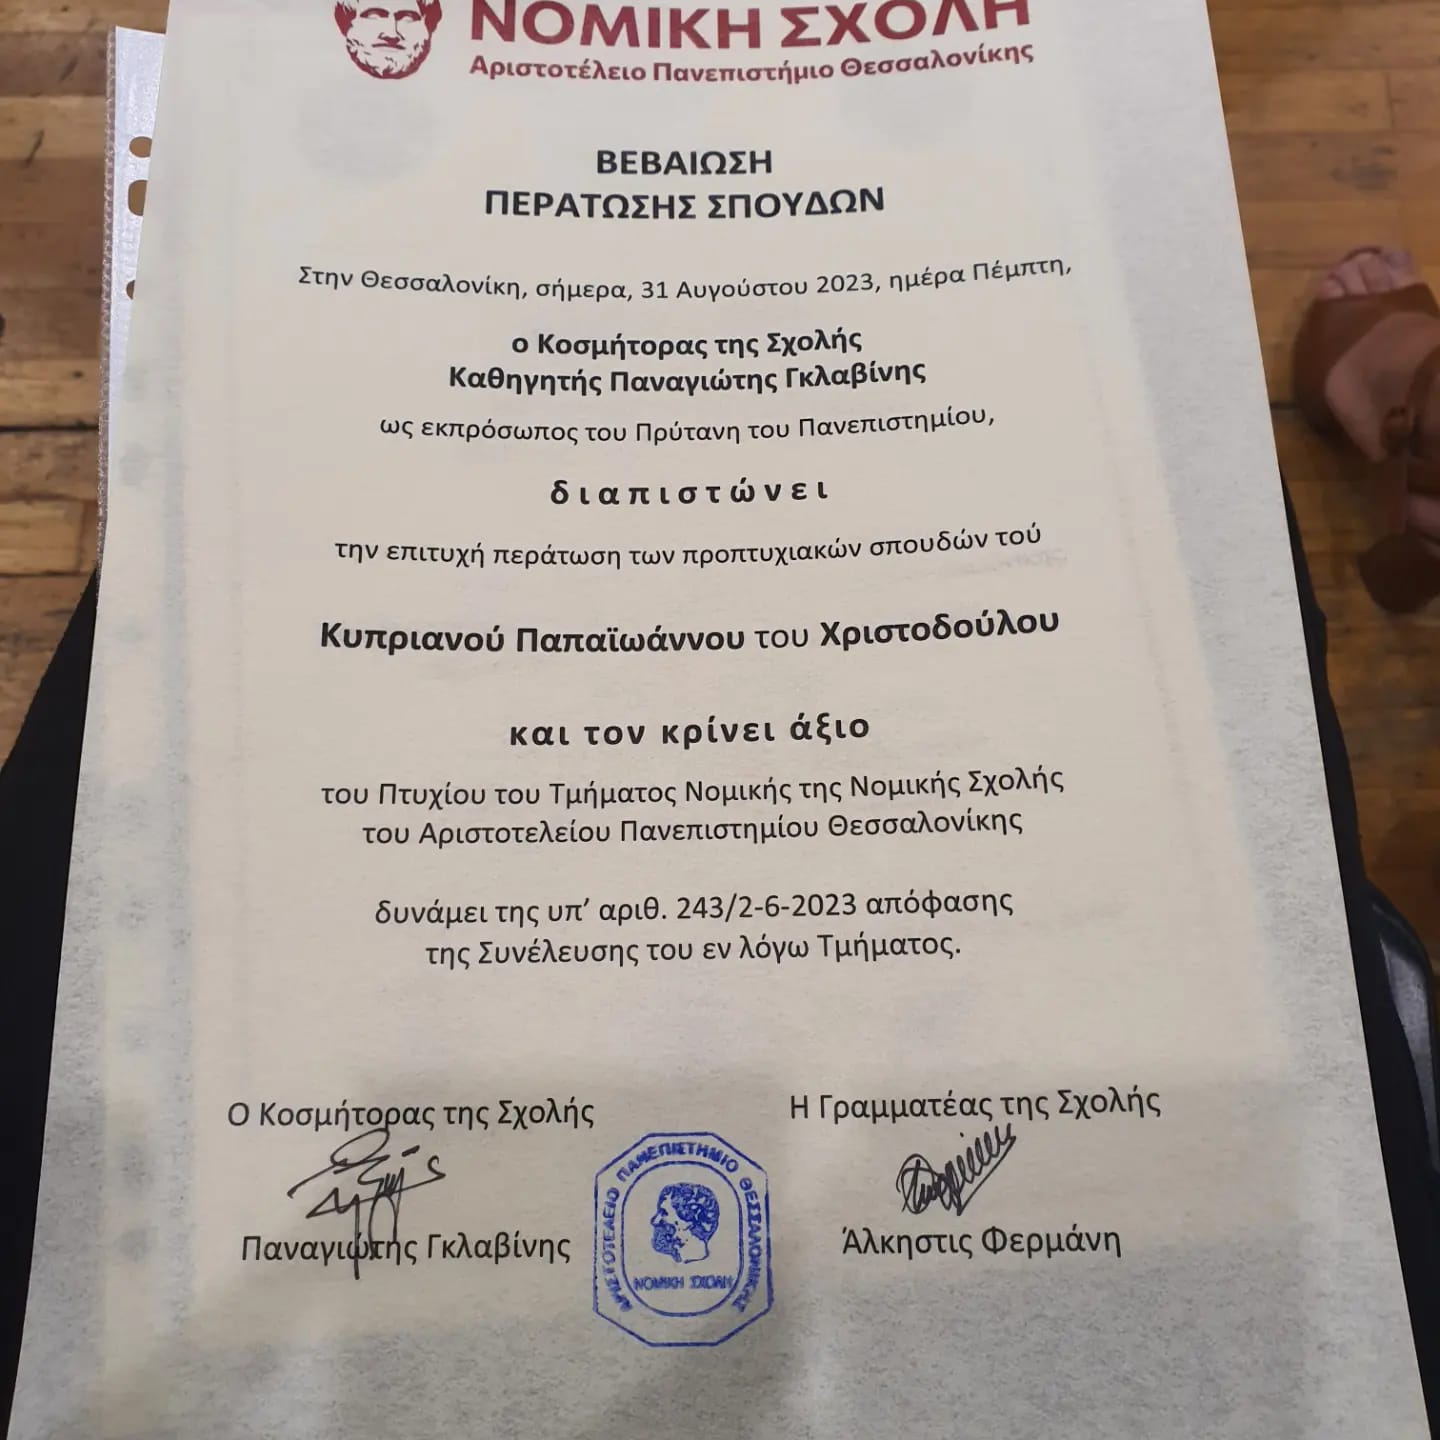 ΝΟΜΙΚΗ ΣΧΟΛΗ
Αριστοτέλειο Πανεπιστήμιο Θεσσαλονίκης
ΒΕΒΑΙΩΣΗ
ΠΕΡΑΤΩΣΗΣ ΣΠΟΥΔΩΝ
Στην Θεσσαλονίκη, σήμερα, 31 Αυγούστου 2023, ημέρα Πέμπτη,
ο Κοσμήτορας της Σχολής
Καθηγητής Παναγιώτης Γκλαβίνης
ως εκπρόσωπος του Πρύτανη του Πανεπιστημίου,
διαπιστώνει
την επιτυχή περάτωση των προπτυχιακών σπουδών τού
Κυπριανού Παπαϊωάννου του Χριστοδούλου
και τον κρίνει άξιο
του Πτυχίου του Τμήματος Νομικής της Νομικής Σχολής
του Αριστοτελείου Πανεπιστημίου Θεσσαλονίκης
δυνάμει της υπ’ αριθ. 243/2-6-2023 απόφασης
της Συνέλευσης του εν λόγω Τμήματος.
Ο Κοσμήτορας της Σχολής
Η Γραμματέας της Σχολής
Παναγιώτης Γκλαβίνης
Άλκηστις Φερμάνη
ΑΡΙΣΤΟΤΕΛΕΙΟ ΠΑΝΕΠΙΣΤΗΜΙΟ ΘΕΣΣΑΛΟΝΙΚΗΣ
ΝΟΜΙΚΗ ΣΧΟΛΗ